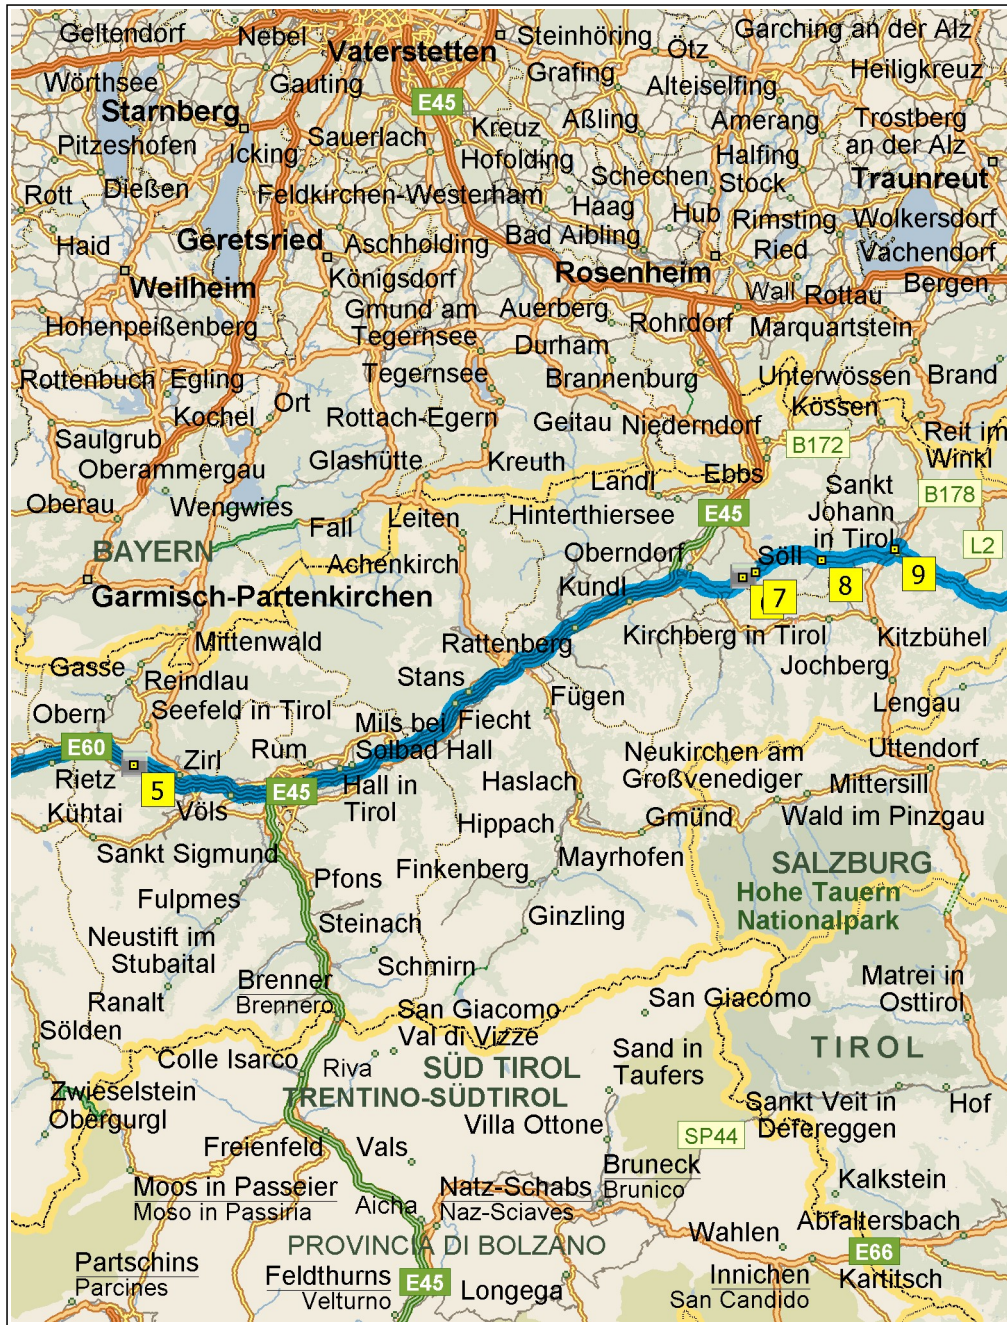 Geltendorf
Nebel
Vaterstetten
Steinhöring
Ötz
Garching an der Alz
Wörthsee
Gauting
Grafing
Alteiselfing
Heiligkreuz
Starnberg
E45
Kreuz
Aßling
Amerang
Trostberg
an der Alz
Pitzeshofen
Icking
Sauerlach
Hofolding
Halfing
Rott
Dießen
Feldkirchen-Westerham
Schechen
Stock
Traunreut
Haag
Hub
Rimsting
Wolkersdorf
Haid
Geretsried
Aschholding
Bad Aibling
Ried
Vachendorf
Weilheim
Königsdorf
Rosenheim
Wall
Rottau
Bergen
Hohenpeißenberg
Gmund am
Tegernsee
Auerberg
Rohrdorf
Marquartstein
Durham
Rottenbuch
Egling
Tegernsee
Brannenburg
Unterwössen
Brand
Kochel
Ort
Rottach-Egern
Geitau
Niederndorf
Kössen
Saulgrub
B172
Reit im
Winkl
Oberammergau
Glashütte
Kreuth
Landl
Ebbs
Sankt
Johann
in Tirol
B178
Oberau
Wengwies
Fall
Leiten
Hinterthiersee
E45
L2
BAYERN
Achenkirch
Oberndorf
Söll
Garmisch-Partenkirchen
Kundl
7
8
9
Mittenwald
Rattenberg
Kirchberg in Tirol
Kitzbühel
Gasse
Reindlau
Stans
Fügen
Jochberg
Lengau
Obern
Seefeld in Tirol
Mils bei
Solbad Hall
Fiecht
E60
Zirl
Rum
Neukirchen am
Großvenediger
Uttendorf
Rietz
5
E45
Hall in
Tirol
Haslach
Mittersill
Kühtai
Völs
Hippach
Gmünd
Wald im Pinzgau
Sankt Sigmund
Pfons
Finkenberg
Mayrhofen
SALZBURG
Fulpmes
Hohe Tauern
Nationalpark
Steinach
Ginzling
Neustift im
Stubaital
Schmirn
Brenner
Brennero
Matrei in
Osttirol
Ranalt
San Giacomo
Val di Vizze
San Giacomo
Sölden
Colle Isarco
Riva
SÜD TIROL
Sand in
Taufers
TIROL
Zwieselstein
Obergurgl
TRENTINO-SÜDTIROL
Villa Ottone
Sankt Veit in
Defereggen
Hof
Freienfeld
Vals
SP44
Moos in Passeier
Moso in Passiria
Aicha
Natz-Schabs
Naz-Sciaves
Bruneck
Brunico
Kalkstein
Wahlen
Abfaltersbach
PROVINCIA DI BOLZANO
E66
Partschins
Parcines
Feldthurns
Velturno
E45
Longega
Innichen
San Candido
Kartitsch